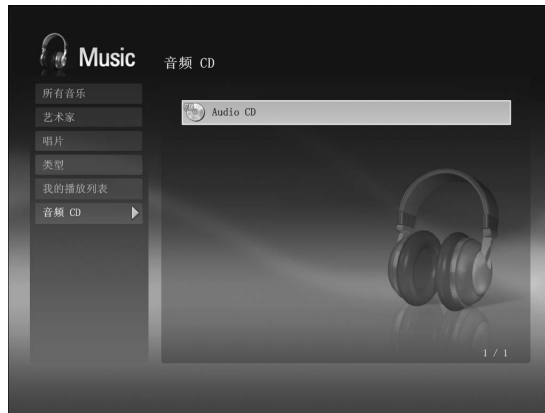 Music
音频 CD
所有音乐
艺术家
唱片
类型
我的播放列表
音频 CD
Audio CD
1 / 1